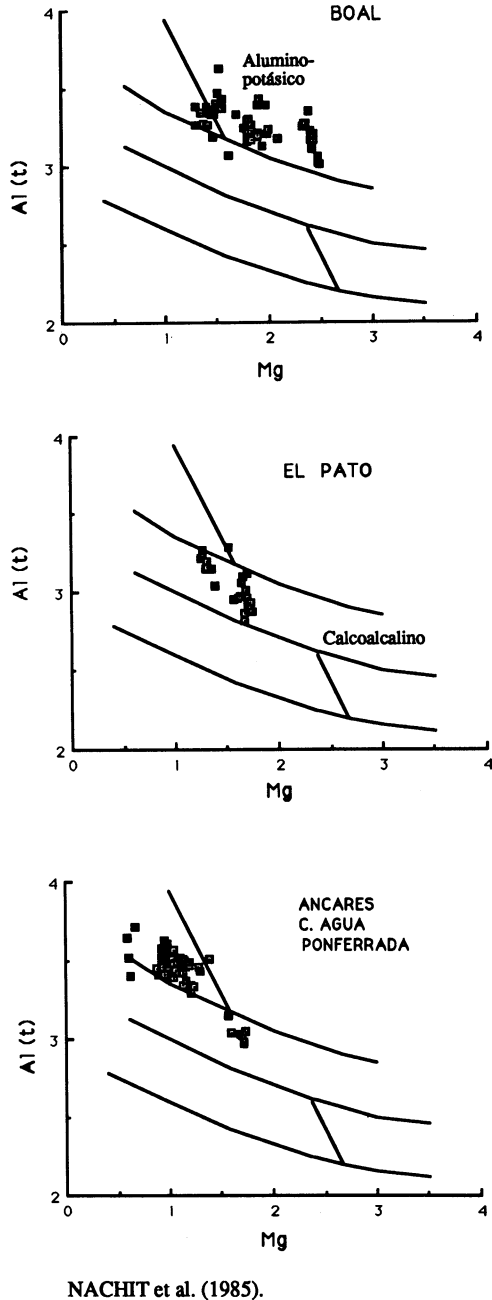 BOAL
Alumino-
potásico
4
3
2
Al (t)
0 1 2 3 4
Mg
EL PATO
Calcoalcalino
4
3
2
Al (t)
0 1 2 3 4
Mg
ANCARES
C. AGUA
PONFERRADA
4
3
2
Al (t)
0 1 2 3 4
Mg
NACHIT et al. (1985).